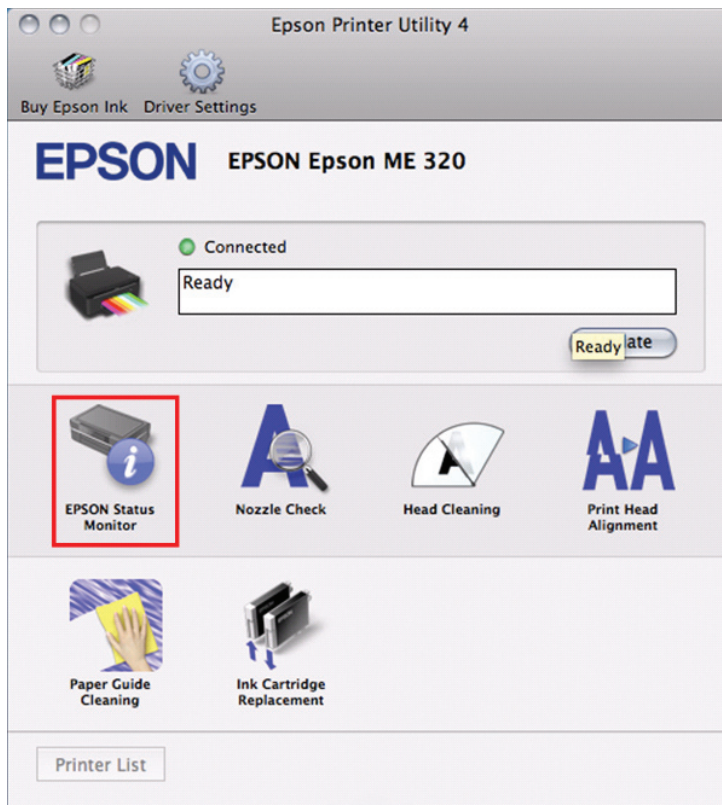 Epson Printer Utility 4
Buy Epson Ink Driver Settings
EPSON EPSON Epson ME 320
Connected
Ready
Ready ate
EPSON Status
Monitor
Nozzle Check
Head Cleaning
Print Head
Alignment
Paper Guide
Cleaning
Ink Cartridge
Replacement
Printer List